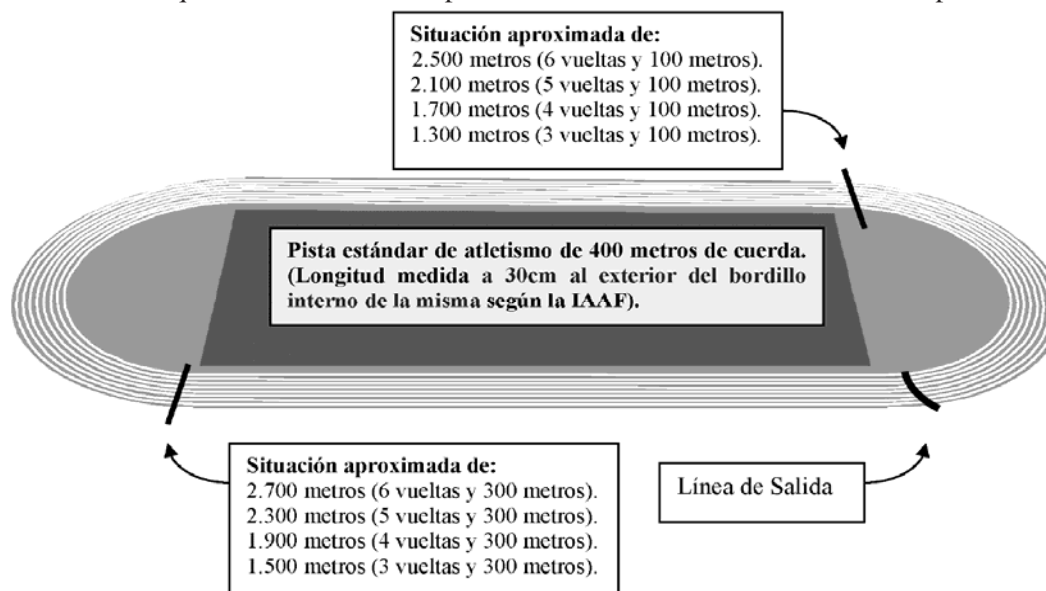 Situación aproximada de:
2.500 metros (6 vueltas y 100 metros).
2.100 metros (5 vueltas y 100 metros).
1.700 metros (4 vueltas y 100 metros).
1.300 metros (3 vueltas y 100 metros).
Pista estándar de atletismo de 400 metros de cuerda.
(Longitud medida a 30cm al exterior del bordillo
interno de la misma según la IAAF).
Situación aproximada de:
2.700 metros (6 vueltas y 300 metros).
2.300 metros (5 vueltas y 300 metros).
1.900 metros (4 vueltas y 300 metros).
1.500 metros (3 vueltas y 300 metros).
Línea de Salida